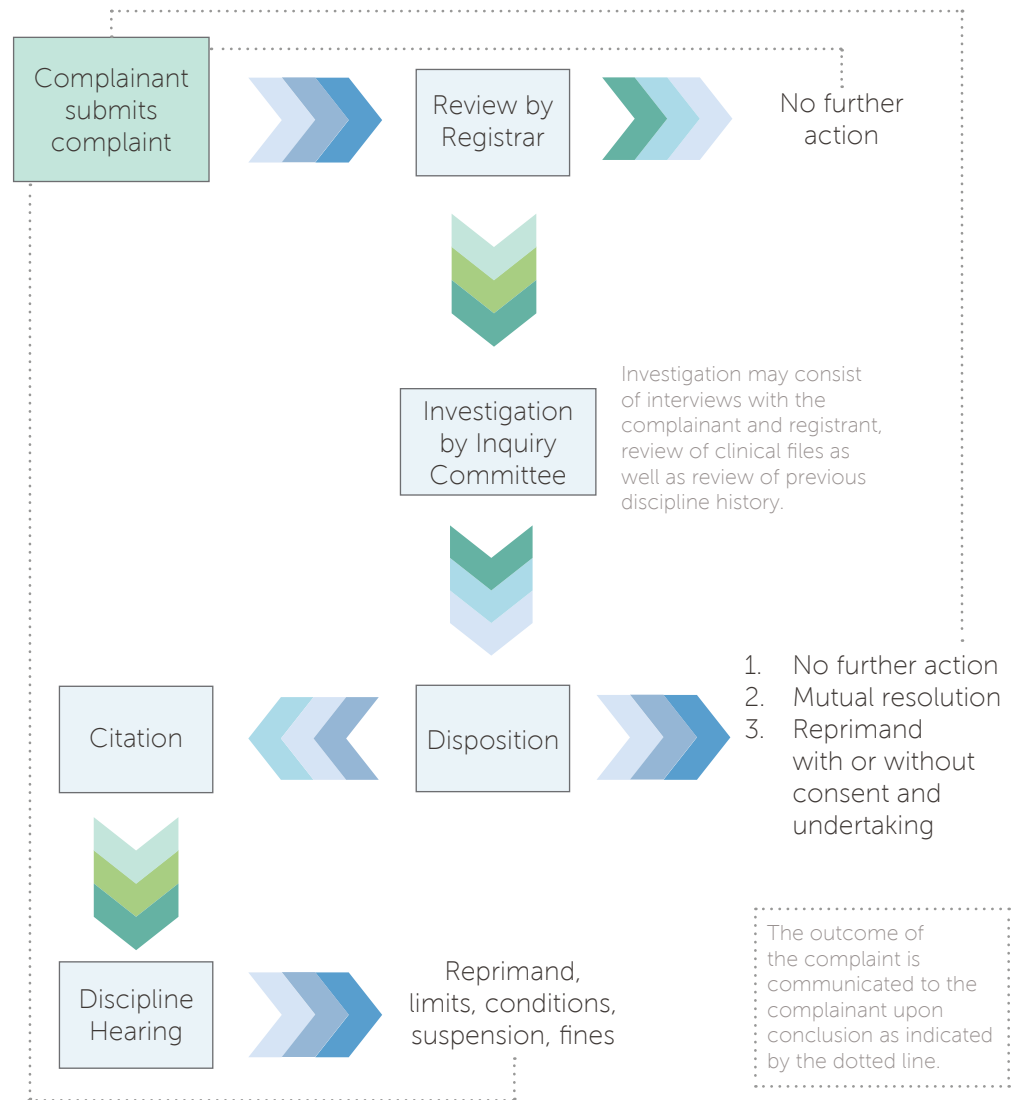 Complainant
submits
complaint
Review by
Registrar
No further
action
Investigation
by Inquiry
Committee
Investigation may consist
of interviews with the
complainant and registrant,
review of clinical files as
well as review of previous
discipline history.
Citation
Disposition
1. No further action
2. Mutual resolution
3. Reprimand
with or without
consent and
undertaking
Discipline
Hearing
Reprimand,
limits, conditions,
suspension, fines
The outcome of
the complaint is
communicated to the
complainant upon
conclusion as indicated
by the dotted line.